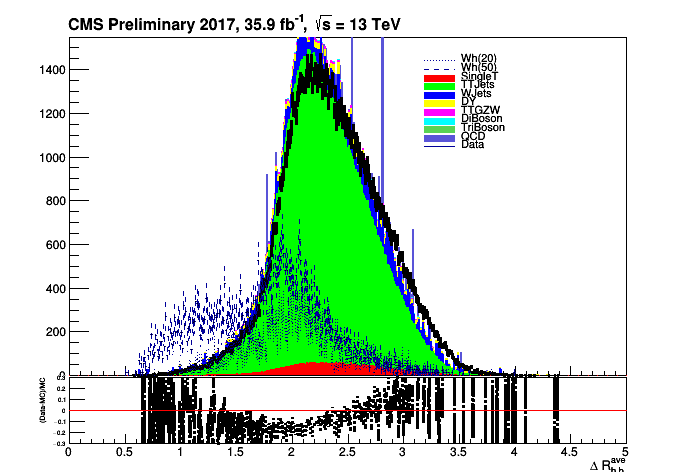 CMS Preliminary 2017, 35.9 fb⁻¹, √s = 13 TeV
1400
1200
1000
800
600
400
200
0
Wh(20)
Wh(50)
SingleT
TTJets
WJets
DY
TTGZW
DiBoson
TriBoson
QCD
Data
(Data-MC)/MC
0.3
0.2
0.1
0
-0.1
-0.2
-0.3
0 0.5 1 1.5 2 2.5 3 3.5 4 4.5 5
Δ R^ave_b,b